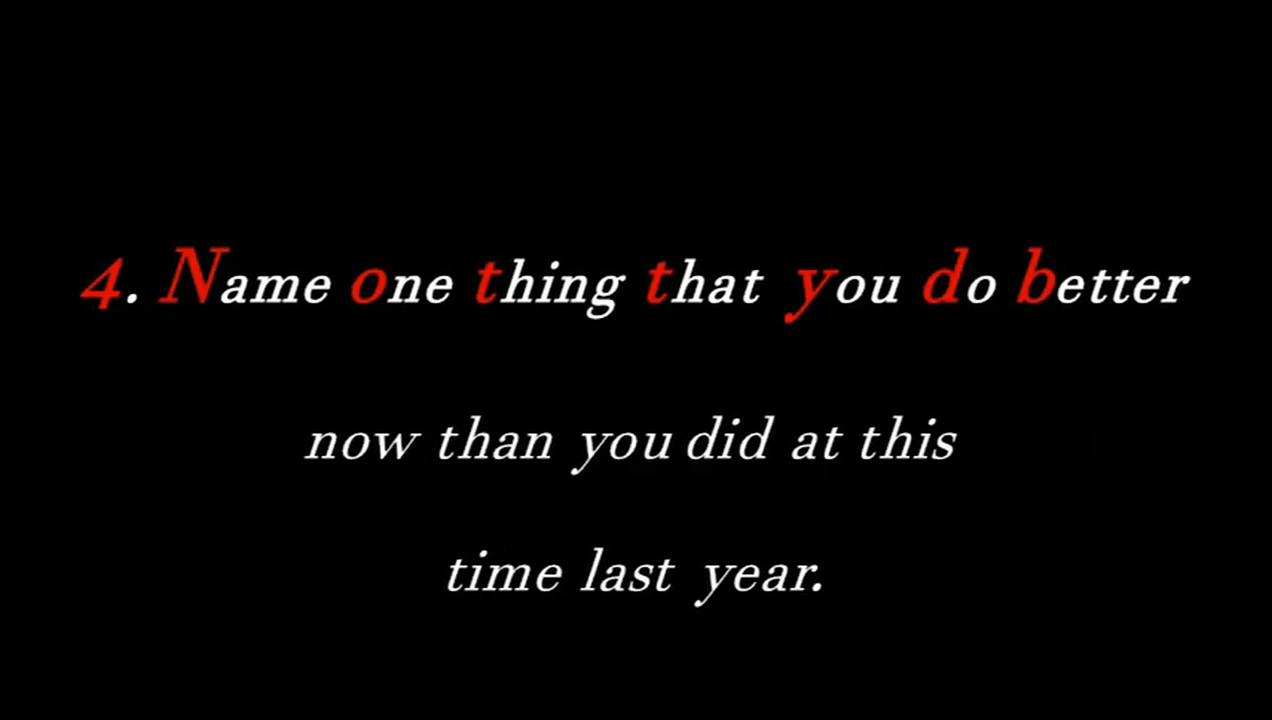 4. Name one thing that you do better
now than you did at this
time last year.